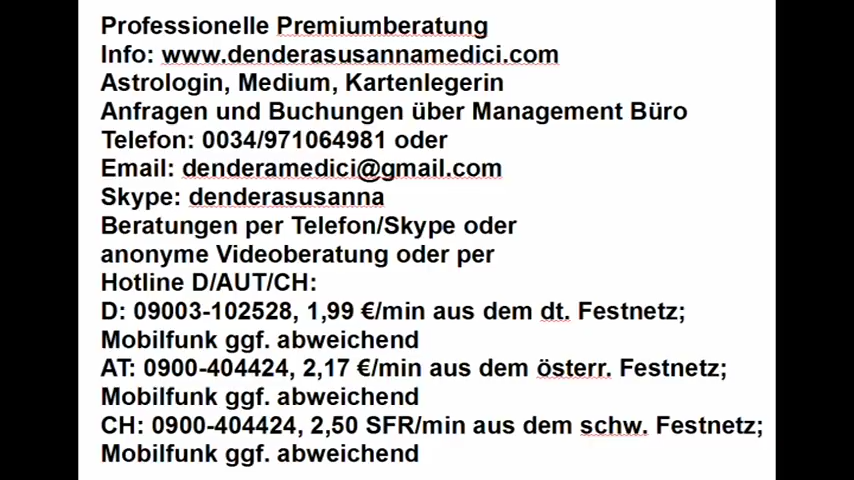 Professionelle Premiumberatung
Info: www.denderasusannamedici.com
Astrologin, Medium, Kartenlegerin
Anfragen und Buchungen über Management Büro
Telefon: 0034/971064981 oder
Email: denderamedici@gmail.com
Skype: denderasusanna
Beratungen per Telefon/Skype oder
anonyme Videoberatung oder per
Hotline D/AUT/CH:
D: 09003-102528, 1,99 €/min aus dem dt. Festnetz;
Mobilfunk ggf. abweichend
AT: 0900-404424, 2,17 €/min aus dem österr. Festnetz;
Mobilfunk ggf. abweichend
CH: 0900-404424, 2,50 SFR/min aus dem schw. Festnetz;
Mobilfunk ggf. abweichend